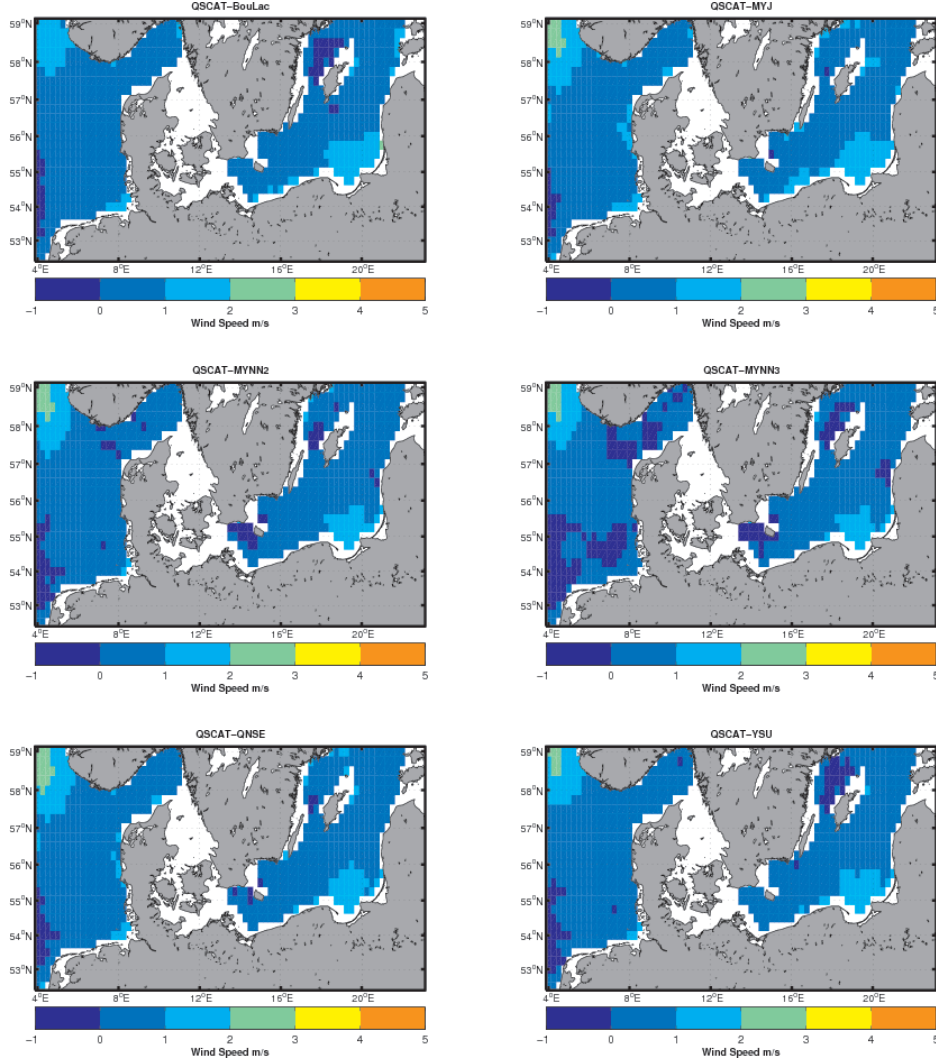 QSCAT−BouLac
59°N
58°N
57°N
56°N
55°N
54°N
53°N
4°E 8°E 12°E 16°E 20°E
−1 0 1 2 3 4 5
Wind Speed m/s
QSCAT−MYJ
59°N
58°N
57°N
56°N
55°N
54°N
53°N
4°E 8°E 12°E 16°E 20°E
−1 0 1 2 3 4 5
Wind Speed m/s
QSCAT−MYNN2
59°N
58°N
57°N
56°N
55°N
54°N
53°N
4°E 8°E 12°E 16°E 20°E
−1 0 1 2 3 4 5
Wind Speed m/s
QSCAT−MYNN3
59°N
58°N
57°N
56°N
55°N
54°N
53°N
4°E 8°E 12°E 16°E 20°E
−1 0 1 2 3 4 5
Wind Speed m/s
QSCAT−QNSE
59°N
58°N
57°N
56°N
55°N
54°N
53°N
4°E 8°E 12°E 16°E 20°E
−1 0 1 2 3 4 5
Wind Speed m/s
QSCAT−YSU
59°N
58°N
57°N
56°N
55°N
54°N
53°N
4°E 8°E 12°E 16°E 20°E
−1 0 1 2 3 4 5
Wind Speed m/s